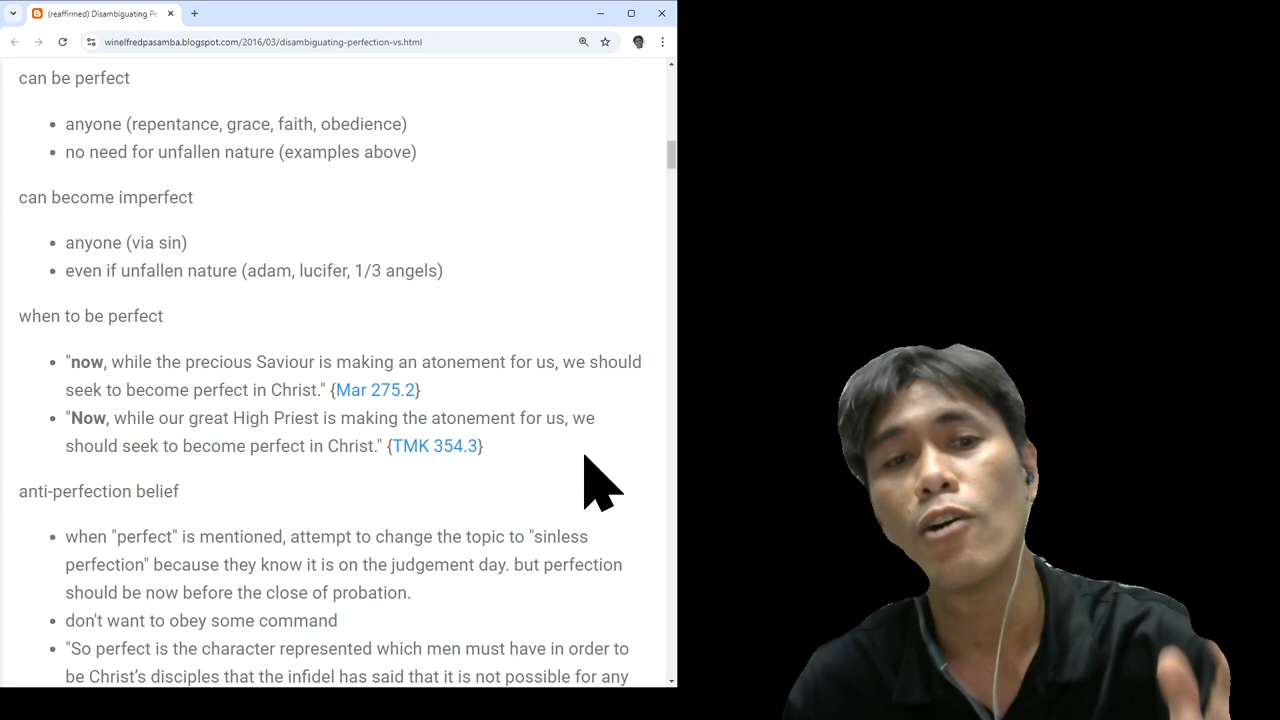 (reaffirmed) Disambiguating Pe
winelfredpasamba.blogspot.com/2016/03/disambiguating-perfection-vs.html
can be perfect
• anyone (repentance, grace, faith, obedience)
• no need for unfallen nature (examples above)
can become imperfect
• anyone (via sin)
• even if unfallen nature (adam, lucifer, 1/3 angels)
when to be perfect
• "now, while the precious Saviour is making an atonement for us, we should
seek to become perfect in Christ." {Mar 275.2}
• "Now, while our great High Priest is making the atonement for us, we
should seek to become perfect in Christ." {TMK 354.3}
anti-perfection belief
• when "perfect" is mentioned, attempt to change the topic to "sinless
perfection" because they know it is on the judgement day. but perfection
should be now before the close of probation.
• don't want to obey some command
• "So perfect is the character represented which men must have in order to
be Christ’s disciples that the infidel has said that it is not possible for any